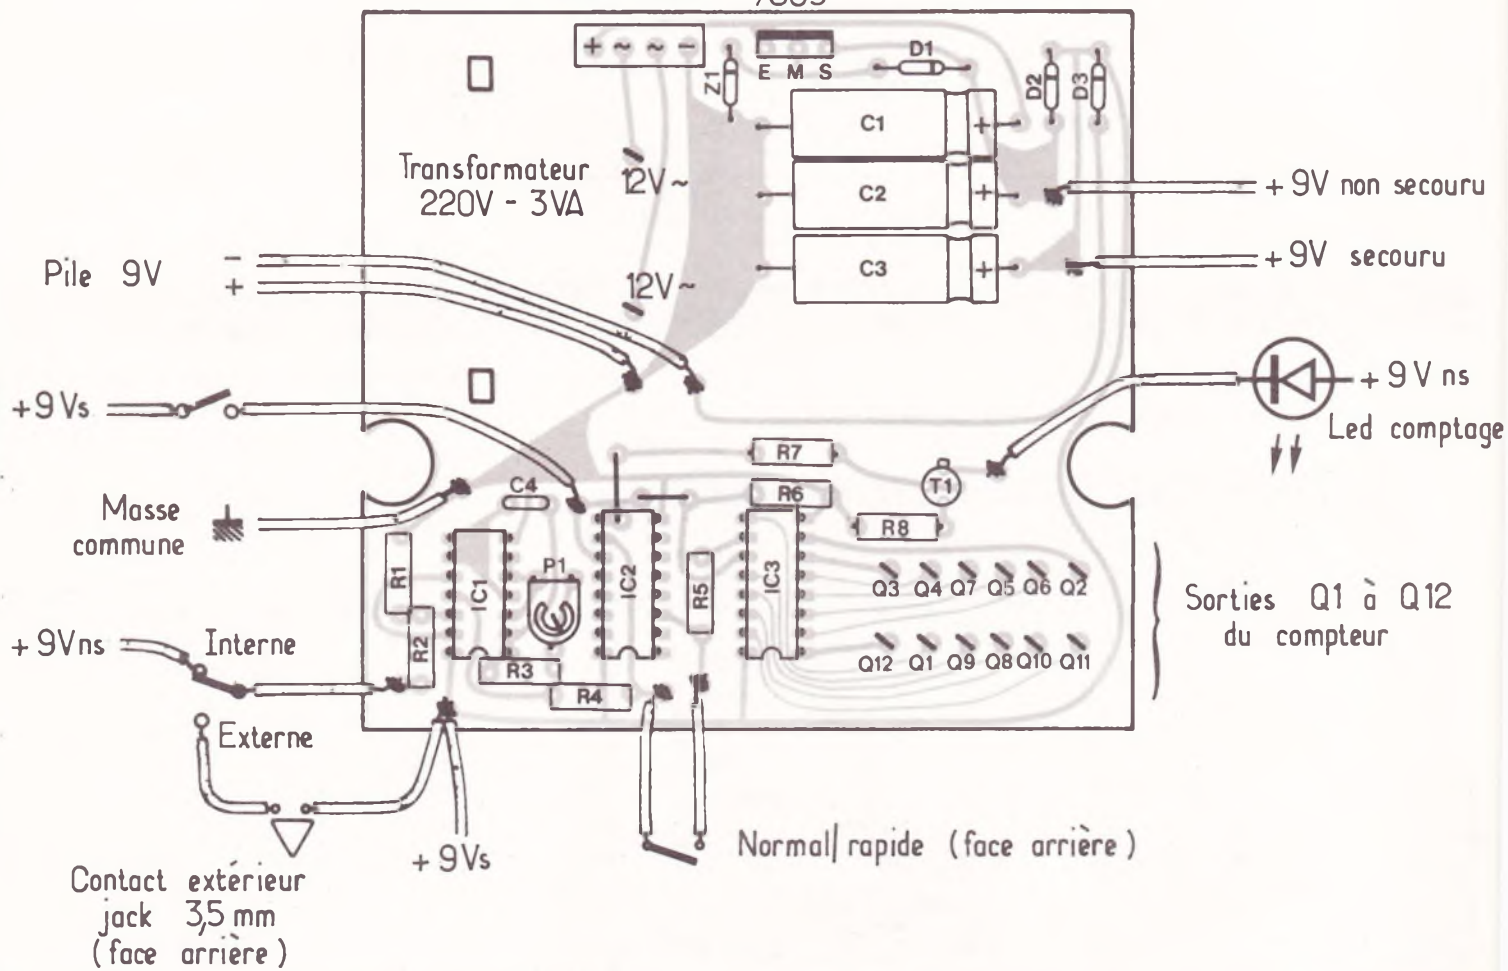 + ~ ~ -
E M S
Z1
D1
D2
D3
C1
+
Transformateur
220V - 3VA
12V ~
C2
+
+ 9V non secouru
Pile 9V
-
+
12V ~
C3
+
+ 9V secouru
+9Vs
+ 9V ns
Led comptage
R7
Masse
commune
C4
R6
T1
R8
R1
IC1
P1
IC2
R5
IC3
Q3 Q4 Q7 Q5 Q6 Q2
Sorties Q1 à Q12
du compteur
+ 9Vns
Interne
R2
R3
R4
Q12 Q1 Q9 Q8 Q10 Q11
Externe
+ 9Vs
Normal/rapide (face arrière)
Contact extérieur
jack 3,5 mm
(face arrière)